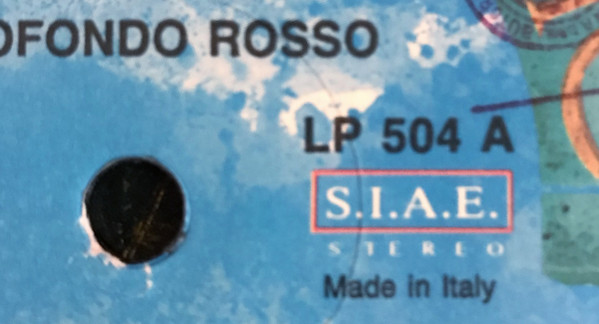 OFONDO ROSSO
LP 504 A
S.I.A.E.
STEREO
Made in Italy